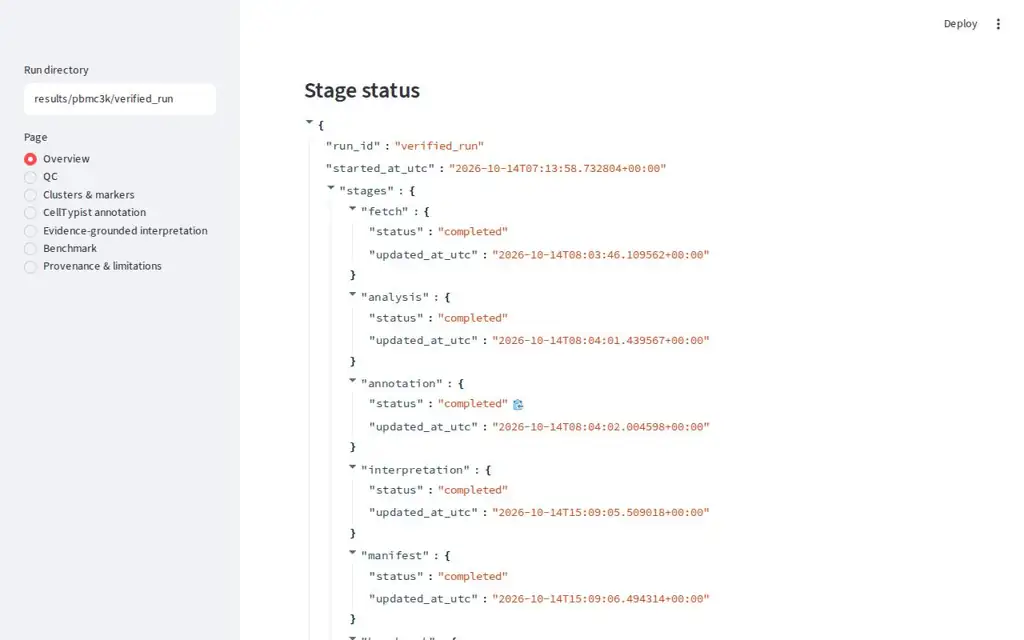 Deploy
Run directory
results/pbmc3k/verified_run
Page
Overview
QC
Clusters & markers
CellTypist annotation
Evidence-grounded interpretation
Benchmark
Provenance & limitations
Stage status
{
"run_id" : "verified_run"
"started_at_utc" : "2026-10-14T07:13:58.732804+00:00"
"stages" : {
"fetch" : {
"status" : "completed"
"updated_at_utc" : "2026-10-14T08:03:46.109562+00:00"
}
"analysis" : {
"status" : "completed"
"updated_at_utc" : "2026-10-14T08:04:01.439567+00:00"
}
"annotation" : {
"status" : "completed"
"updated_at_utc" : "2026-10-14T08:04:02.004598+00:00"
}
"interpretation" : {
"status" : "completed"
"updated_at_utc" : "2026-10-14T15:09:05.509018+00:00"
}
"manifest" : {
"status" : "completed"
"updated_at_utc" : "2026-10-14T15:09:06.494314+00:00"
}